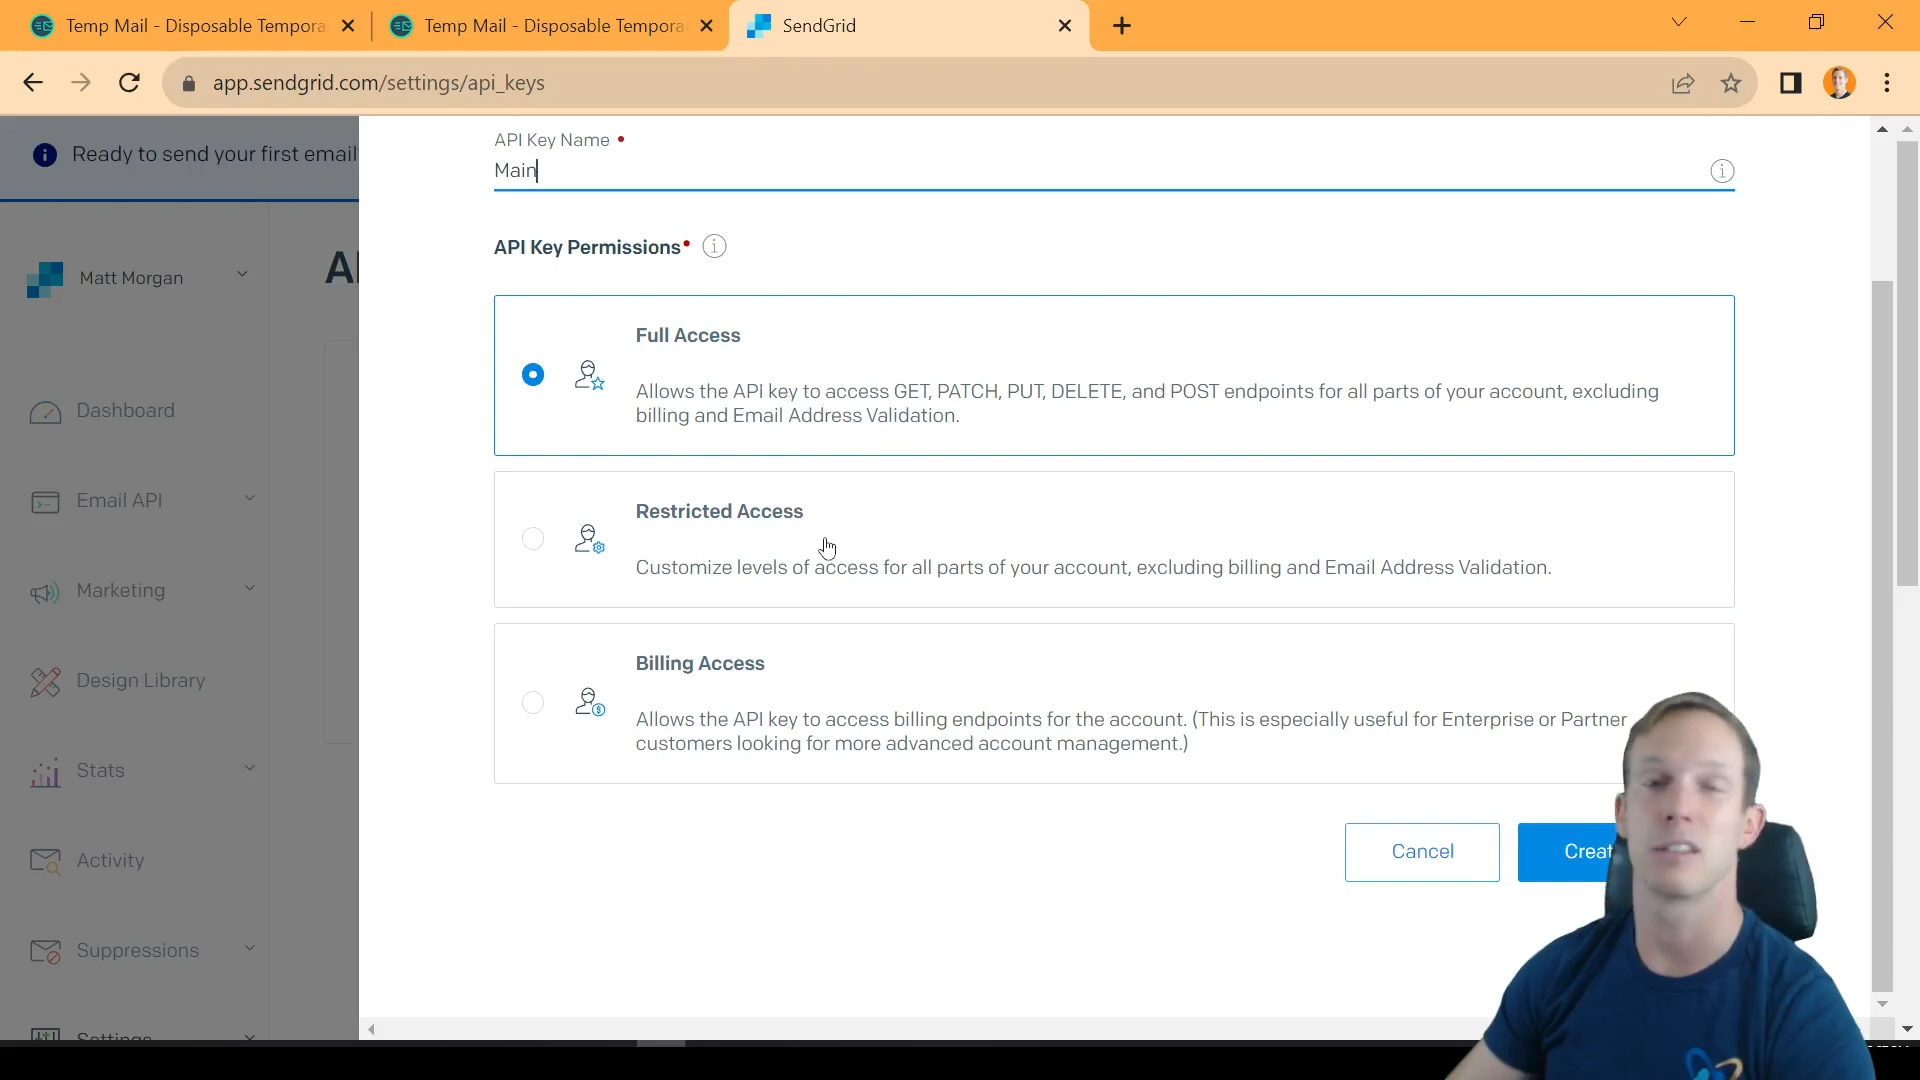 Temp Mail - Disposable Tempora
Temp Mail - Disposable Tempora
SendGrid
app.sendgrid.com/settings/api_keys
Ready to send your first email
Matt Morgan
Dashboard
Email API
Marketing
Design Library
Stats
Activity
Suppressions
Settings
API Key Name
Main
API Key Permissions
Full Access
Allows the API key to access GET, PATCH, PUT, DELETE, and POST endpoints for all parts of your account, excluding
billing and Email Address Validation.
Restricted Access
Customize levels of access for all parts of your account, excluding billing and Email Address Validation.
Billing Access
Allows the API key to access billing endpoints for the account. (This is especially useful for Enterprise or Partner
customers looking for more advanced account management.)
Cancel
Creat